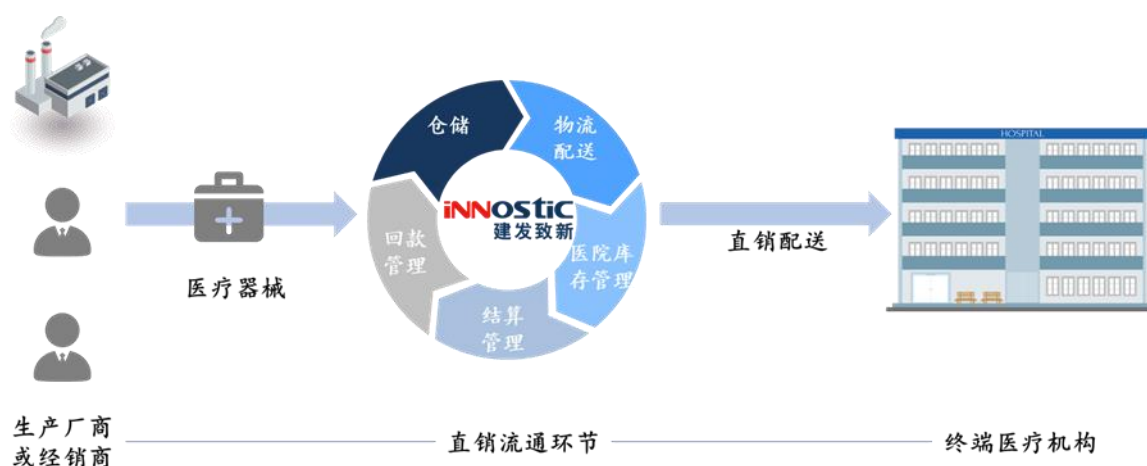 HOSPITAL
仓储
物流
配送
iNNOSTiC
建发致新
回款
管理
医院库
存管理
结算
管理
医疗器械
直销配送
生产厂商
或经销商
直销流通环节
终端医疗机构